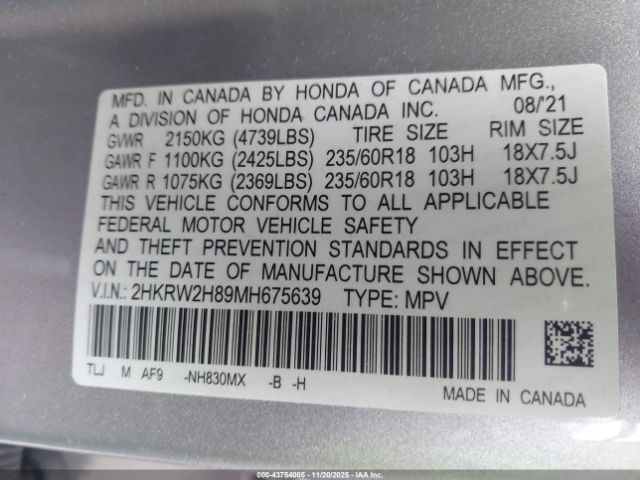 MFD. IN CANADA BY HONDA OF CANADA MFG.,
A DIVISION OF HONDA CANADA INC. 08/'21
GVWR 2150KG (4739LBS) TIRE SIZE RIM SIZE
GAWR F 1100KG (2425LBS) 235/60R18 103H 18X7.5J
GAWR R 1075KG (2369LBS) 235/60R18 103H 18X7.5J
THIS VEHICLE CONFORMS TO ALL APPLICABLE
FEDERAL MOTOR VEHICLE SAFETY
AND THEFT PREVENTION STANDARDS IN EFFECT
ON THE DATE OF MANUFACTURE SHOWN ABOVE.
V.I.N.: 2HKRW2H89MH675639 TYPE: MPV
TLJ M AF9 -NH830MX -B -H
MADE IN CANADA
IAA ----43754005 ---- 11/20/2025 ---- WWW.IAAI.COM